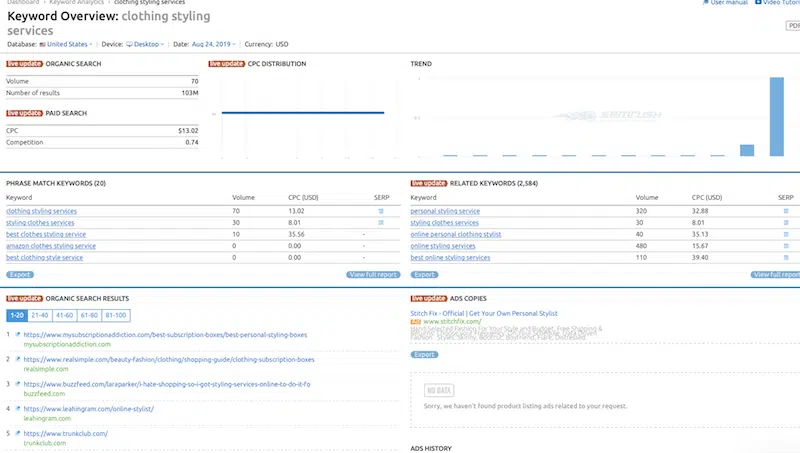 Dashboard › Keyword Analytics › clothing styling services
User manual
Video Tutori
Keyword Overview: clothing styling services
PDF
Database: United States Device: Desktop Date: Aug 24, 2019 Currency: USD
live update ORGANIC SEARCH
Volume 70
Number of results 103M
live update PAID SEARCH
CPC $13.02
Competition 0.74
live update CPC DISTRIBUTION
TREND
SEMRUSH
PHRASE MATCH KEYWORDS (20)
Keyword Volume CPC (USD) SERP
clothing styling services 70 13.02
styling clothes services 30 8.01
best clothes styling service 10 35.56 -
amazon clothes styling service 0 0.00 -
best clothing style service 0 0.00 -
Export View full report
live update RELATED KEYWORDS (2,584)
Keyword Volume CPC (USD) SERP
personal styling service 320 32.88
styling clothes services 30 8.01
online personal clothing stylist 40 35.13
online styling services 480 15.67
best online styling services 110 39.40
Export View full report
live update ORGANIC SEARCH RESULTS
1-20 21-40 41-60 61-80 81-100
1 https://www.mysubscriptionaddiction.com/best-subscription-boxes/best-personal-styling-boxes
mysubscriptionaddiction.com
2 https://www.realsimple.com/beauty-fashion/clothing/shopping-guide/clothing-subscription-boxes
realsimple.com
3 https://www.buzzfeed.com/laraparker/i-hate-shopping-so-i-got-styling-services-online-to-do-it-fo
buzzfeed.com
4 https://www.leahingram.com/online-stylist/
leahingram.com
5 https://www.trunkclub.com/
trunkclub.com
live update ADS COPIES
Stitch Fix - Official | Get Your Own Personal Stylist
Ad www.stitchfix.com/
Export
NO DATA
Sorry, we haven't found product listing ads related to your request.
ADS HISTORY